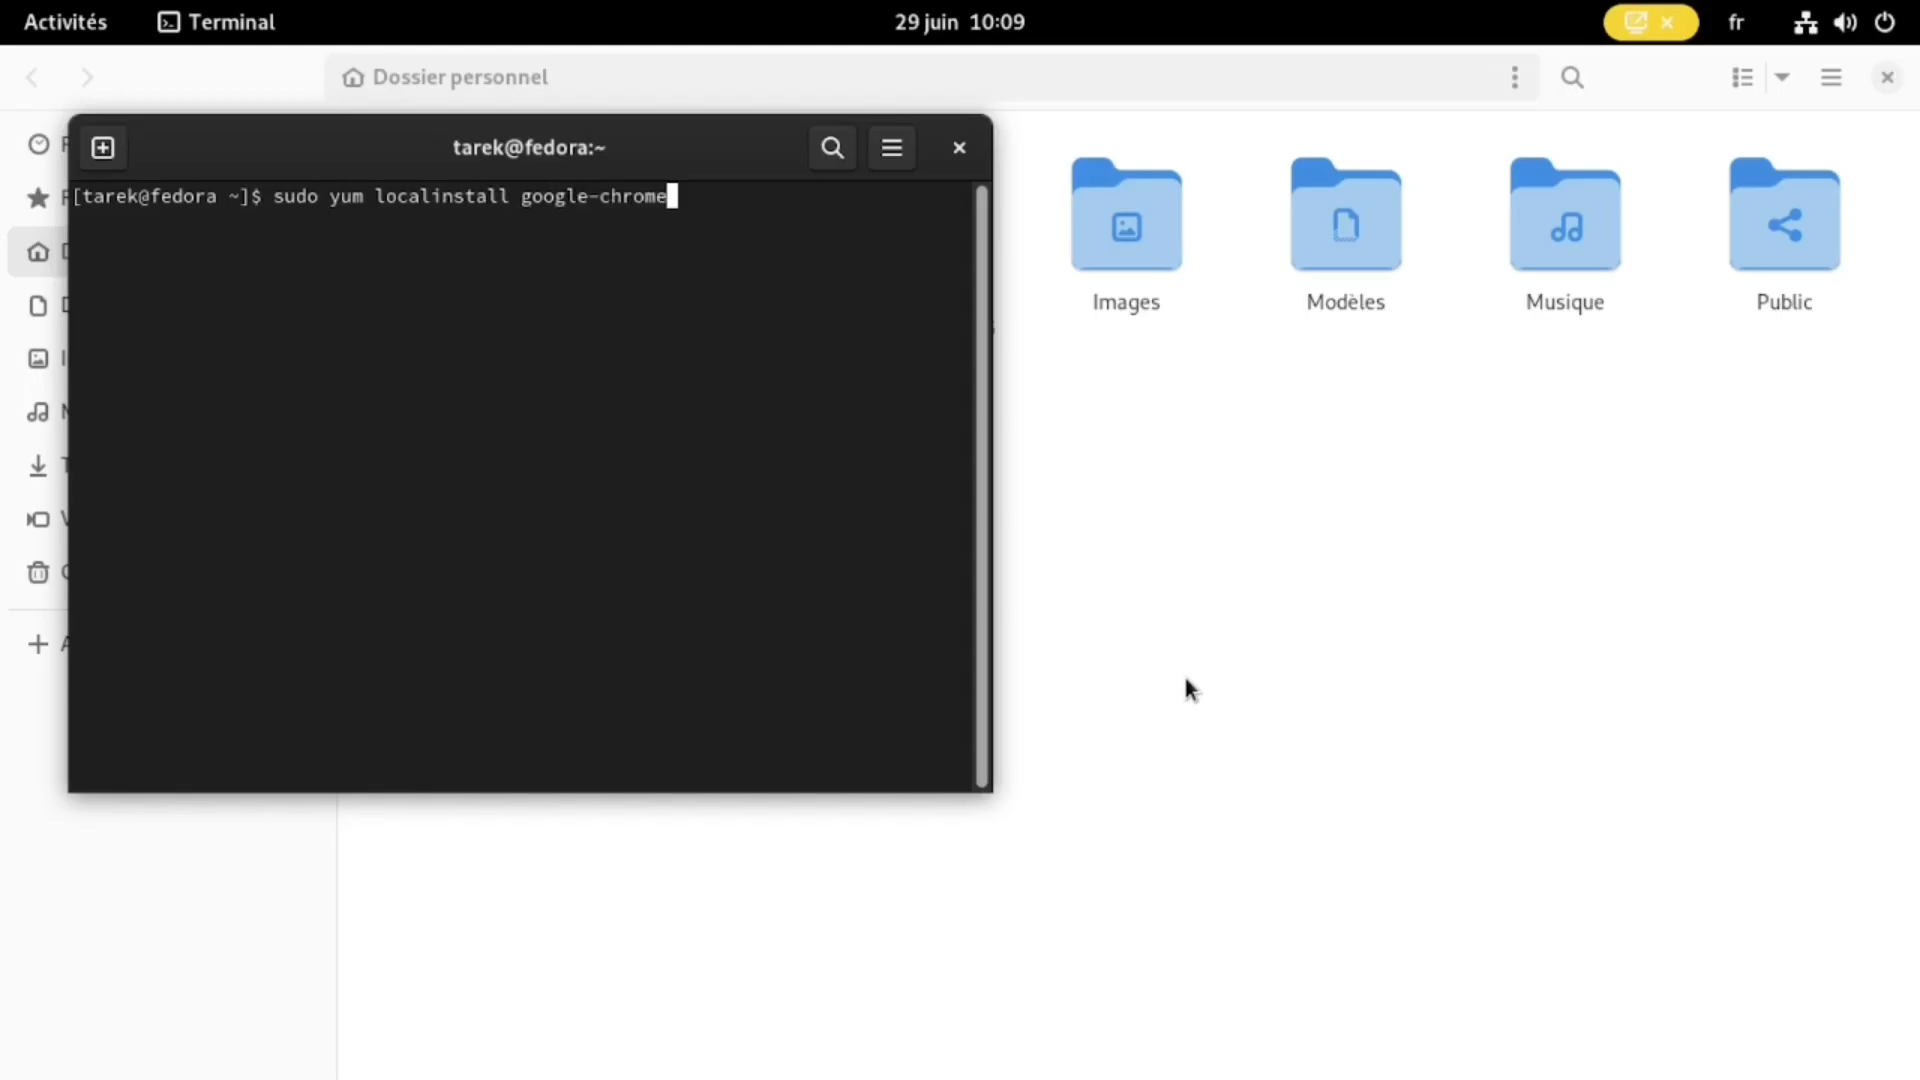 Activités Terminal 29 juin 10:09 fr
Dossier personnel
tarek@fedora:~
[tarek@fedora ~]$ sudo yum localinstall google-chrome
Images Modèles Musique Public